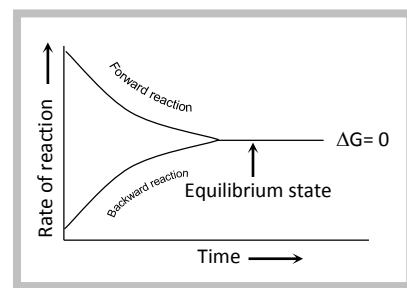 Forward reaction
Rate of reaction
ΔG= 0
Equilibrium state
Backward reaction
Time